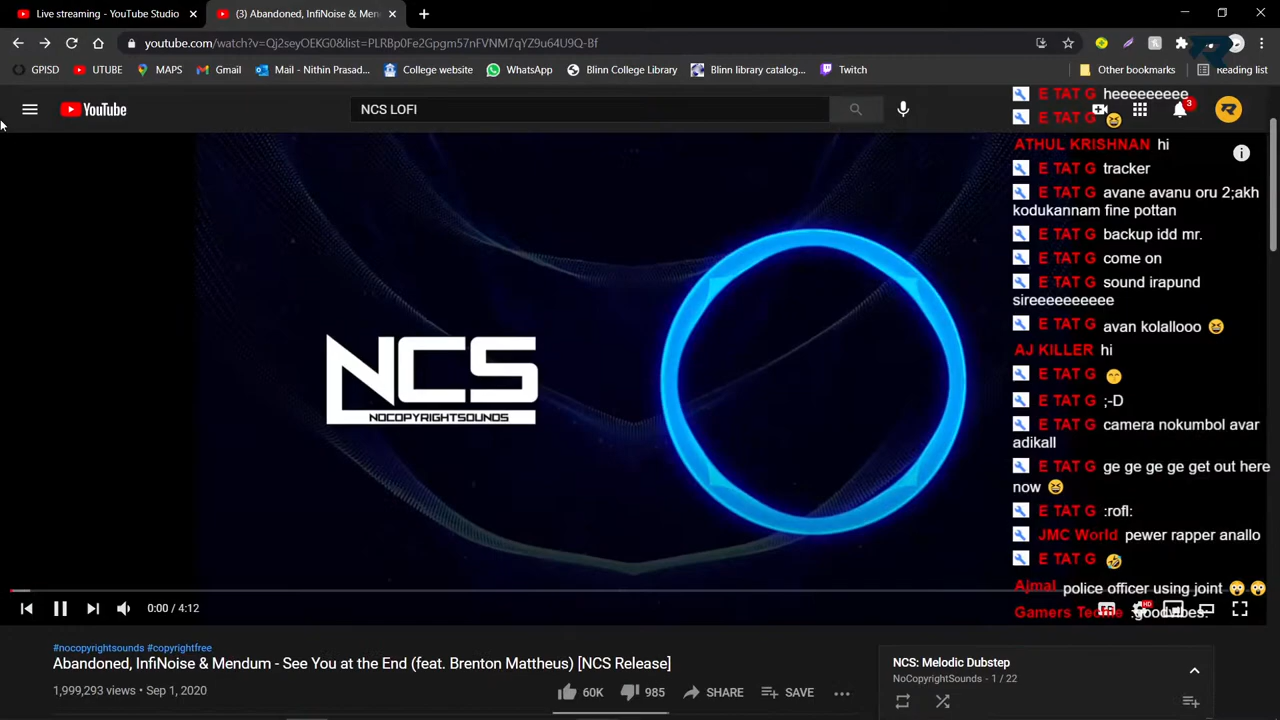 Live streaming - YouTube Studio
(3) Abandoned, InfiNoise & Men
youtube.com/watch?v=Qj2seyOEKG0&list=PLRBp0Fe2Gpgm57nFVNM7qYZ9u64U9Q-Bf
GPISD UTUBE MAPS Gmail Mail - Nithin Prasad... College website WhatsApp Blinn College Library Blinn library catalog... Twitch Other bookmarks Reading list
YouTube
NCS LOFI
3
E TAT G heeeeeeeee
E TAT G 😆
ATHUL KRISHNAN hi
E TAT G tracker
E TAT G avane avanu oru 2;akh
kodukannam fine pottan
E TAT G backup idd mr.
E TAT G come on
E TAT G sound irapund
sireeeeeeeeee
E TAT G avan kolallooo 😆
AJ KILLER hi
E TAT G 😁
E TAT G ;-D
E TAT G camera nokumbol avar
adikall
E TAT G ge ge ge ge get out here
now 😆
E TAT G :rofl:
JMC World pewer rapper anallo
E TAT G 🤣
Ajmal police officer using joint 😲😲
Gamers Techie :goodvibes:
NCS
NOCOPYRIGHTSOUNDS
0:00 / 4:12
HD
#nocopyrightsounds #copyrightfree
Abandoned, InfiNoise & Mendum - See You at the End (feat. Brenton Mattheus) [NCS Release]
1,999,293 views • Sep 1, 2020
60K 985 SHARE SAVE
NCS: Melodic Dubstep
NoCopyrightSounds - 1 / 22